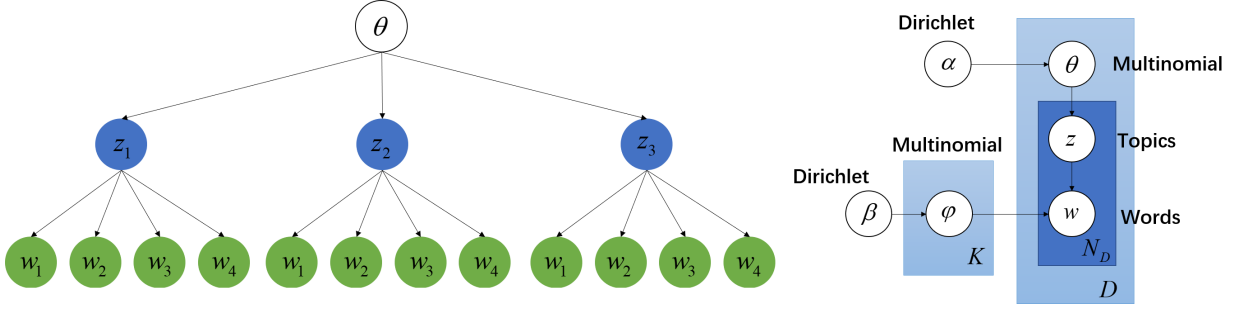 θ
z₁ z₂ z₃
w₁ w₂ w₃ w₄ w₁ w₂ w₃ w₄ w₁ w₂ w₃ w₄
Dirichlet
α θ Multinomial
z Topics
Multinomial
Dirichlet
β φ w Words
K N_D
D